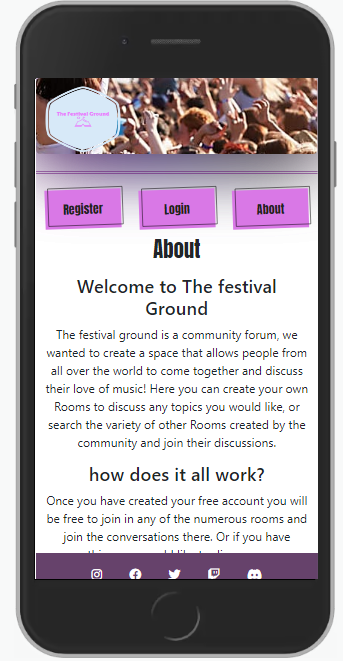 The Festival Ground
Register
Login
About
About
Welcome to The festival
Ground
The festival ground is a community forum, we
wanted to create a space that allows people from
all over the world to come together and discuss
their love of music! Here you can create your own
Rooms to discuss any topics you would like, or
search the variety of other Rooms created by the
community and join their discussions.
how does it all work?
Once you have created your free account you will
be free to join in any of the numerous rooms and
join the conversations there. Or if you have